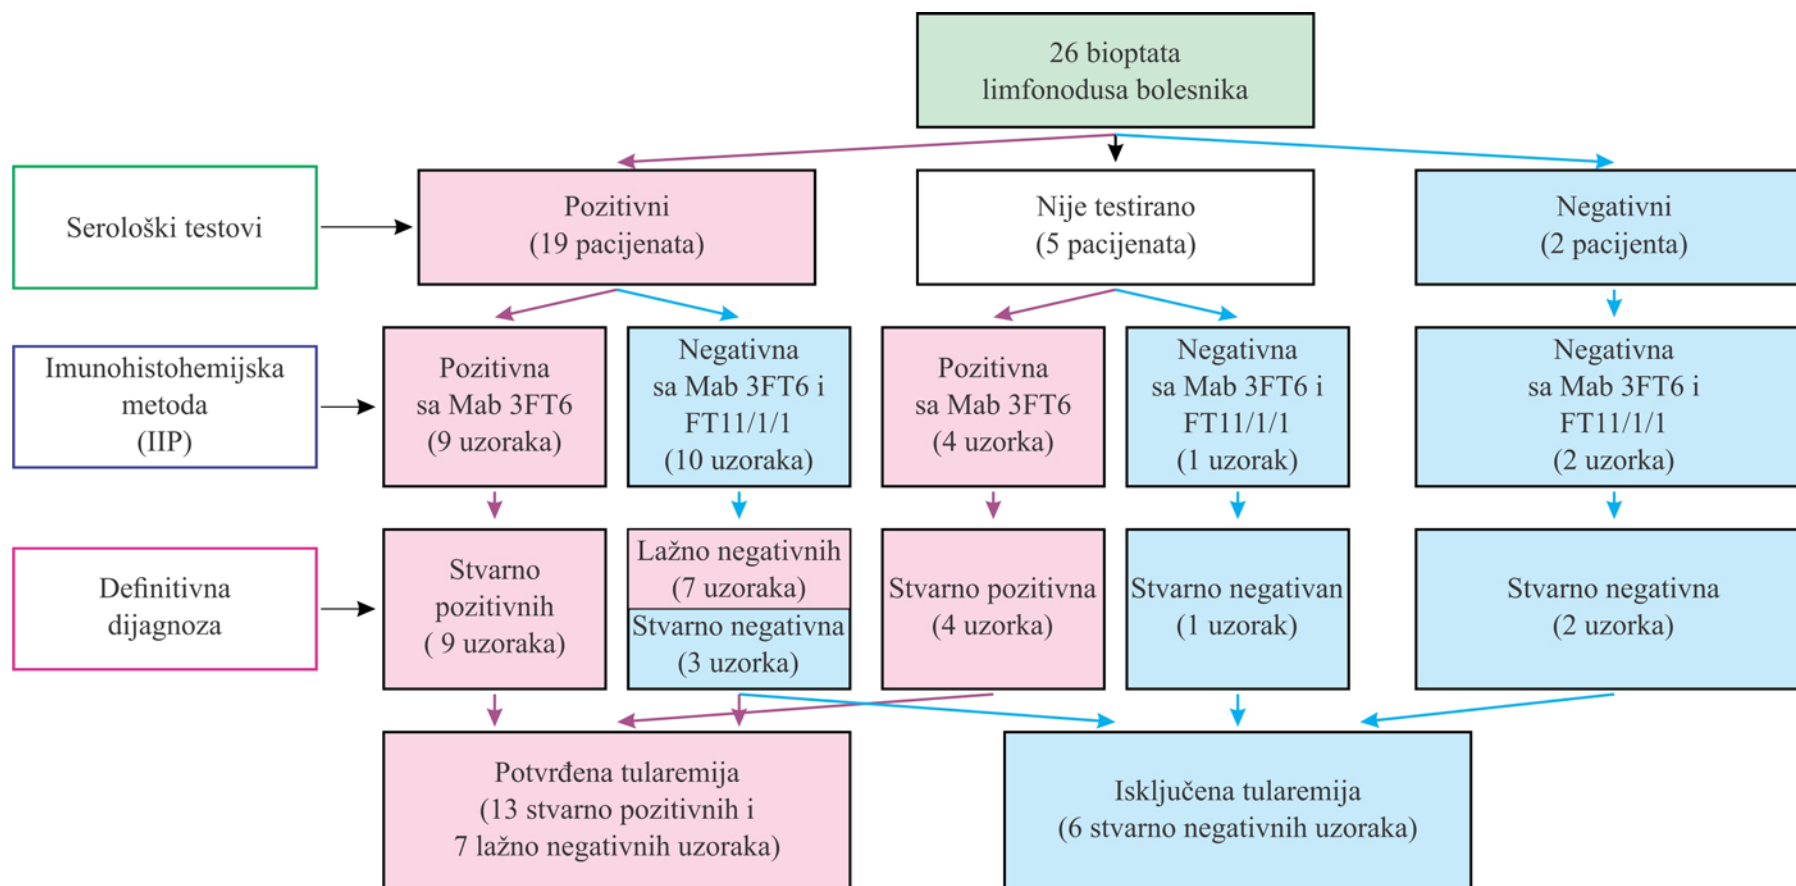 26 bioptata
limfonodusa bolesnika
Serološki testovi
Pozitivni
(19 pacijenata)
Nije testirano
(5 pacijenata)
Negativni
(2 pacijenta)
Imunohistohemijska
metoda
(IIP)
Pozitivna
sa Mab 3FT6
(9 uzoraka)
Negativna
sa Mab 3FT6 i
FT11/1/1
(10 uzoraka)
Pozitivna
sa Mab 3FT6
(4 uzorka)
Negativna
sa Mab 3FT6 i
FT11/1/1
(1 uzorak)
Negativna
sa Mab 3FT6 i
FT11/1/1
(2 uzorka)
Definitivna
dijagnoza
Stvarno
pozitivnih
( 9 uzoraka)
Lažno negativnih
(7 uzoraka)
Stvarno negativna
(3 uzorka)
Stvarno pozitivna
(4 uzorka)
Stvarno negativan
(1 uzorak)
Stvarno negativna
(2 uzorka)
Potvrđena tularemija
(13 stvarno pozitivnih i
7 lažno negativnih uzoraka)
Isključena tularemija
(6 stvarno negativnih uzoraka)